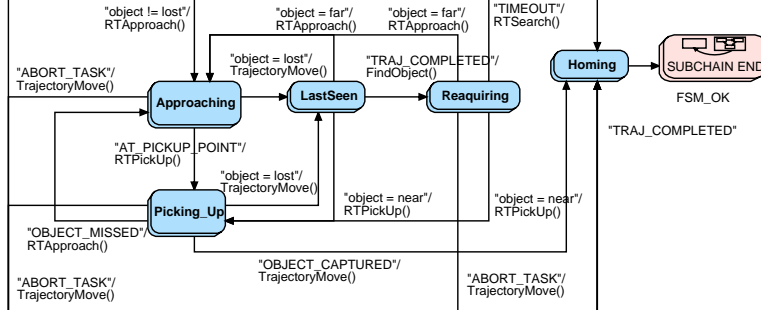 "object != lost"/
RTApproach()
"object = far"/
RTApproach()
"object = far"/
RTApproach()
"TIMEOUT"/
RTSearch()
"ABORT_TASK"/
TrajectoryMove()
"object = lost"/
TrajectoryMove()
"TRAJ_COMPLETED"/
FindObject()
Approaching
LastSeen
Reaquiring
Homing
SUBCHAIN END
FSM_OK
"TRAJ_COMPLETED"
"AT_PICKUP_POINT"/
RTPickUp()
"object = lost"/
TrajectoryMove()
"object = near"/
RTPickUp()
"object = near"/
RTPickUp()
Picking_Up
"OBJECT_MISSED"/
RTApproach()
"OBJECT_CAPTURED"/
TrajectoryMove()
"ABORT_TASK"/
TrajectoryMove()
"ABORT_TASK"/
TrajectoryMove()